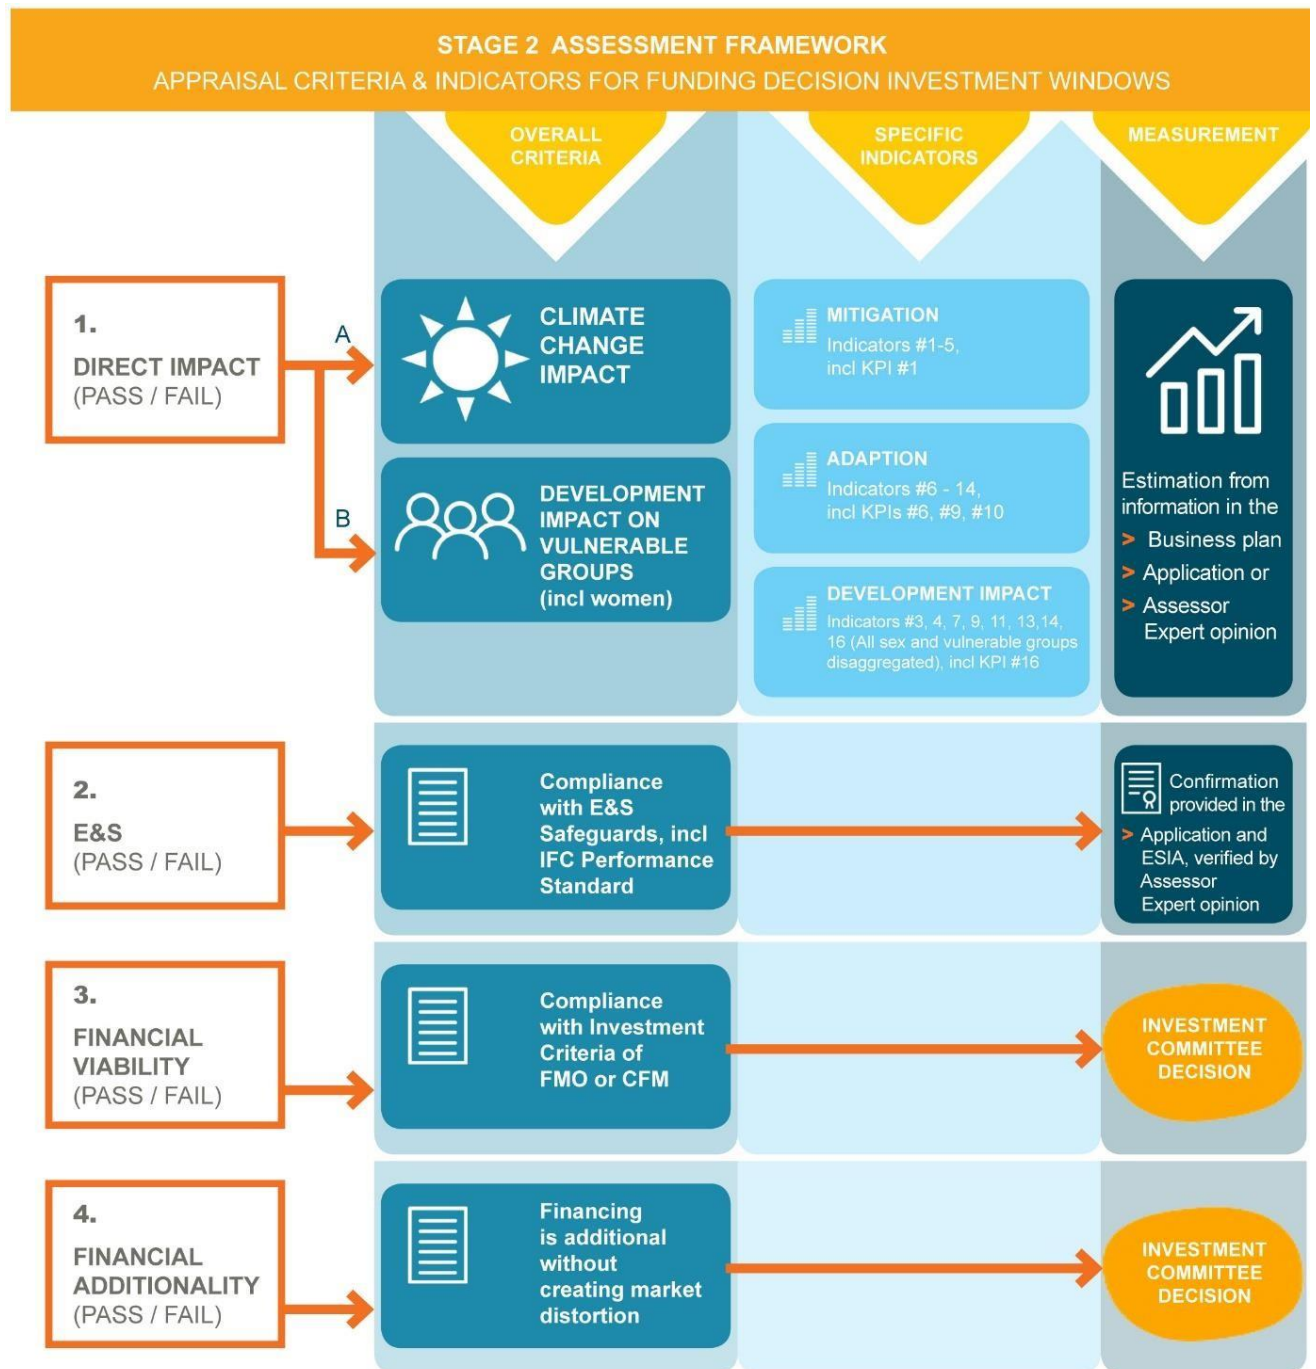 STAGE 2 ASSESSMENT FRAMEWORK
APPRAISAL CRITERIA & INDICATORS FOR FUNDING DECISION INVESTMENT WINDOWS
OVERALL
CRITERIA
SPECIFIC
INDICATORS
MEASUREMENT
1.
DIRECT IMPACT
(PASS / FAIL)
A
B
CLIMATE
CHANGE
IMPACT
DEVELOPMENT
IMPACT ON
VULNERABLE
GROUPS
(incl women)
MITIGATION
Indicators #1-5,
incl KPI #1
ADAPTION
Indicators #6 - 14,
incl KPIs #6, #9, #10
DEVELOPMENT IMPACT
Indicators #3, 4, 7, 9, 11, 13,14,
16 (All sex and vulnerable groups
disaggregated), incl KPI #16
Estimation from
information in the
> Business plan
> Application or
> Assessor
Expert opinion
2.
E&S
(PASS / FAIL)
Compliance
with E&S
Safeguards, incl
IFC Performance
Standard
Confirmation
provided in the
> Application and
ESIA, verified by
Assessor
Expert opinion
3.
FINANCIAL
VIABILITY
(PASS / FAIL)
Compliance
with Investment
Criteria of
FMO or CFM
INVESTMENT
COMMITTEE
DECISION
4.
FINANCIAL
ADDITIONALITY
(PASS / FAIL)
Financing
is additional
without
creating market
distortion
INVESTMENT
COMMITTEE
DECISION